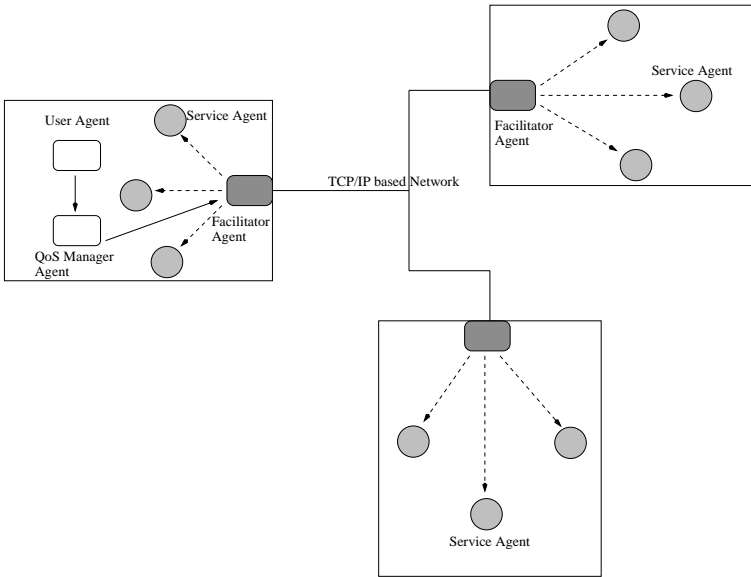 User Agent
Service Agent
QoS Manager
Agent
Facilitator
Agent
TCP/IP based Network
Service Agent
Facilitator
Agent
Service Agent